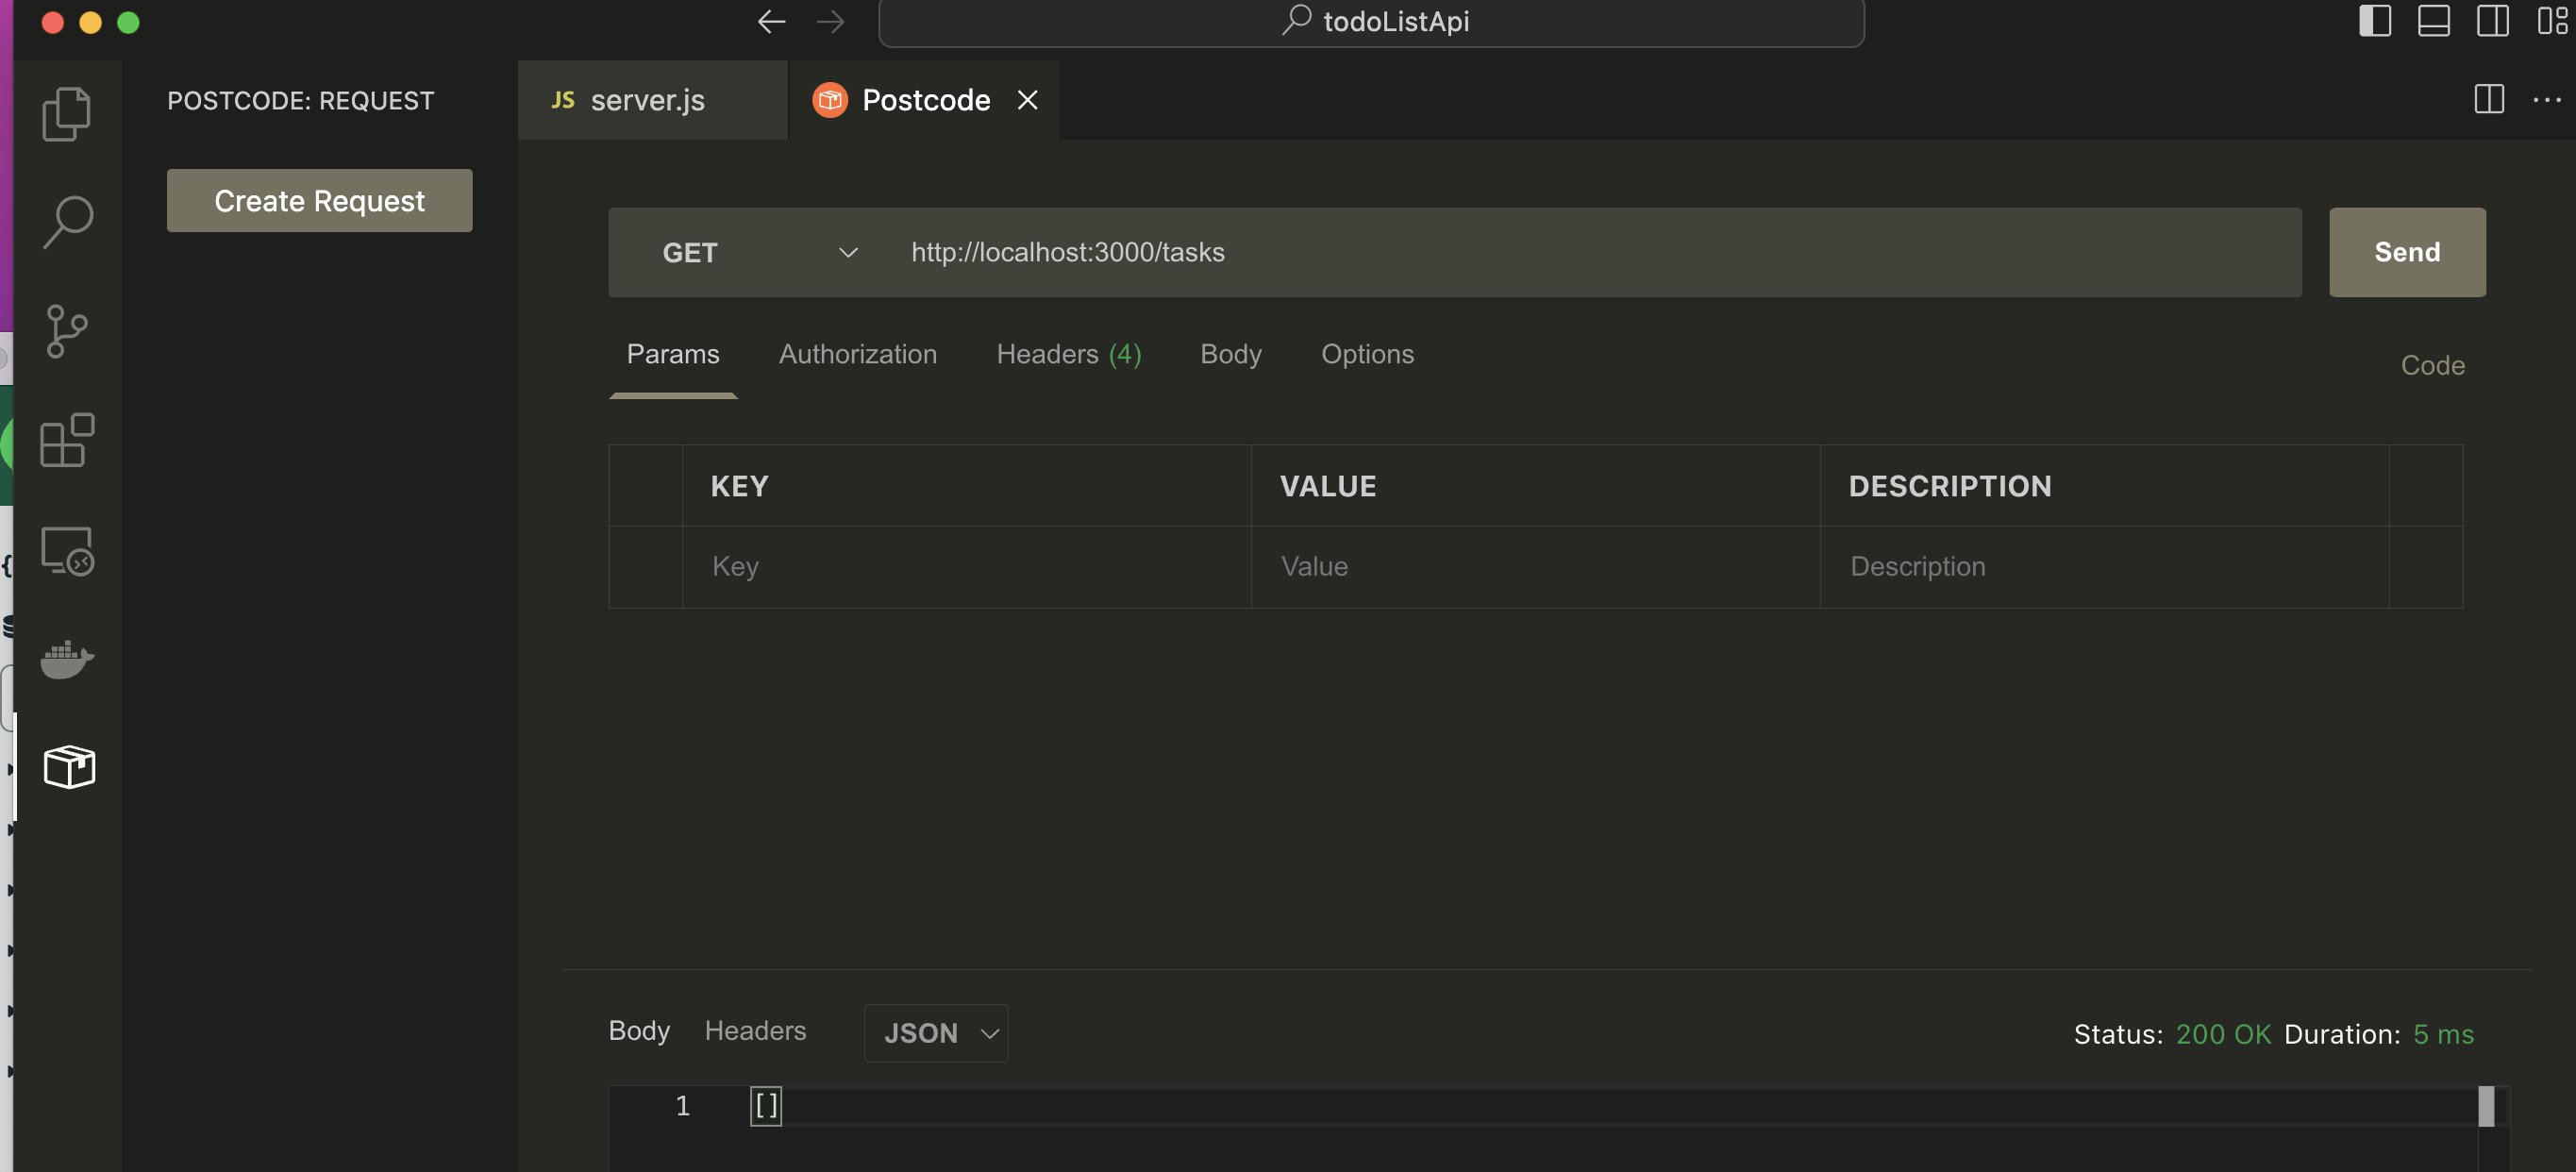 todoListApi
POSTCODE: REQUEST
JS server.js
Postcode
Create Request
GET
http://localhost:3000/tasks
Send
Params
Authorization
Headers (4)
Body
Options
Code
KEY
VALUE
DESCRIPTION
Key
Value
Description
Body
Headers
JSON
Status: 200 OK Duration: 5 ms
1
[]
{